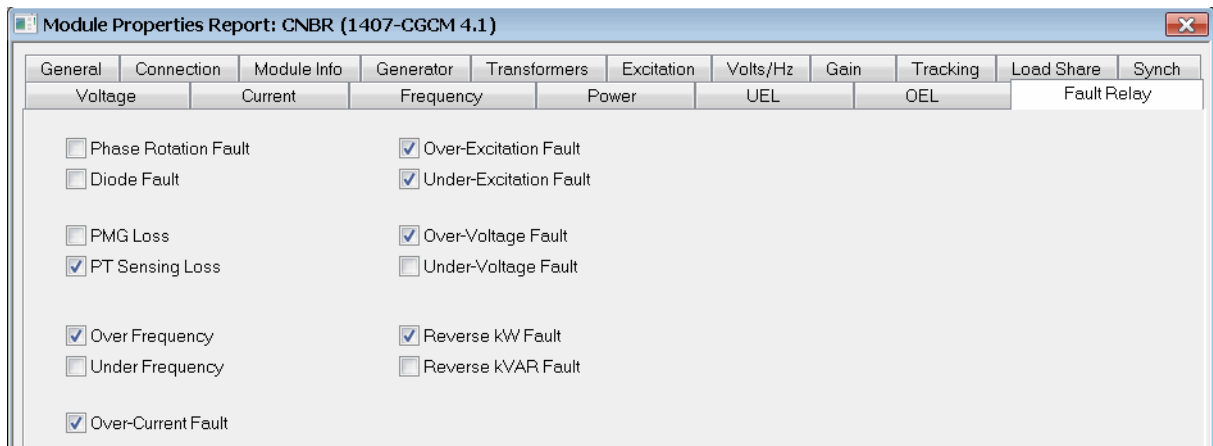 Module Properties Report: CNBR (1407-CGCM 4.1)
General Connection Module Info Generator Transformers Excitation Volts/Hz Gain Tracking Load Share Synch
Voltage Current Frequency Power UEL OEL Fault Relay
Phase Rotation Fault Over-Excitation Fault
Diode Fault Under-Excitation Fault
PMG Loss Over-Voltage Fault
PT Sensing Loss Under-Voltage Fault
Over Frequency Reverse kW Fault
Under Frequency Reverse kVAR Fault
Over-Current Fault